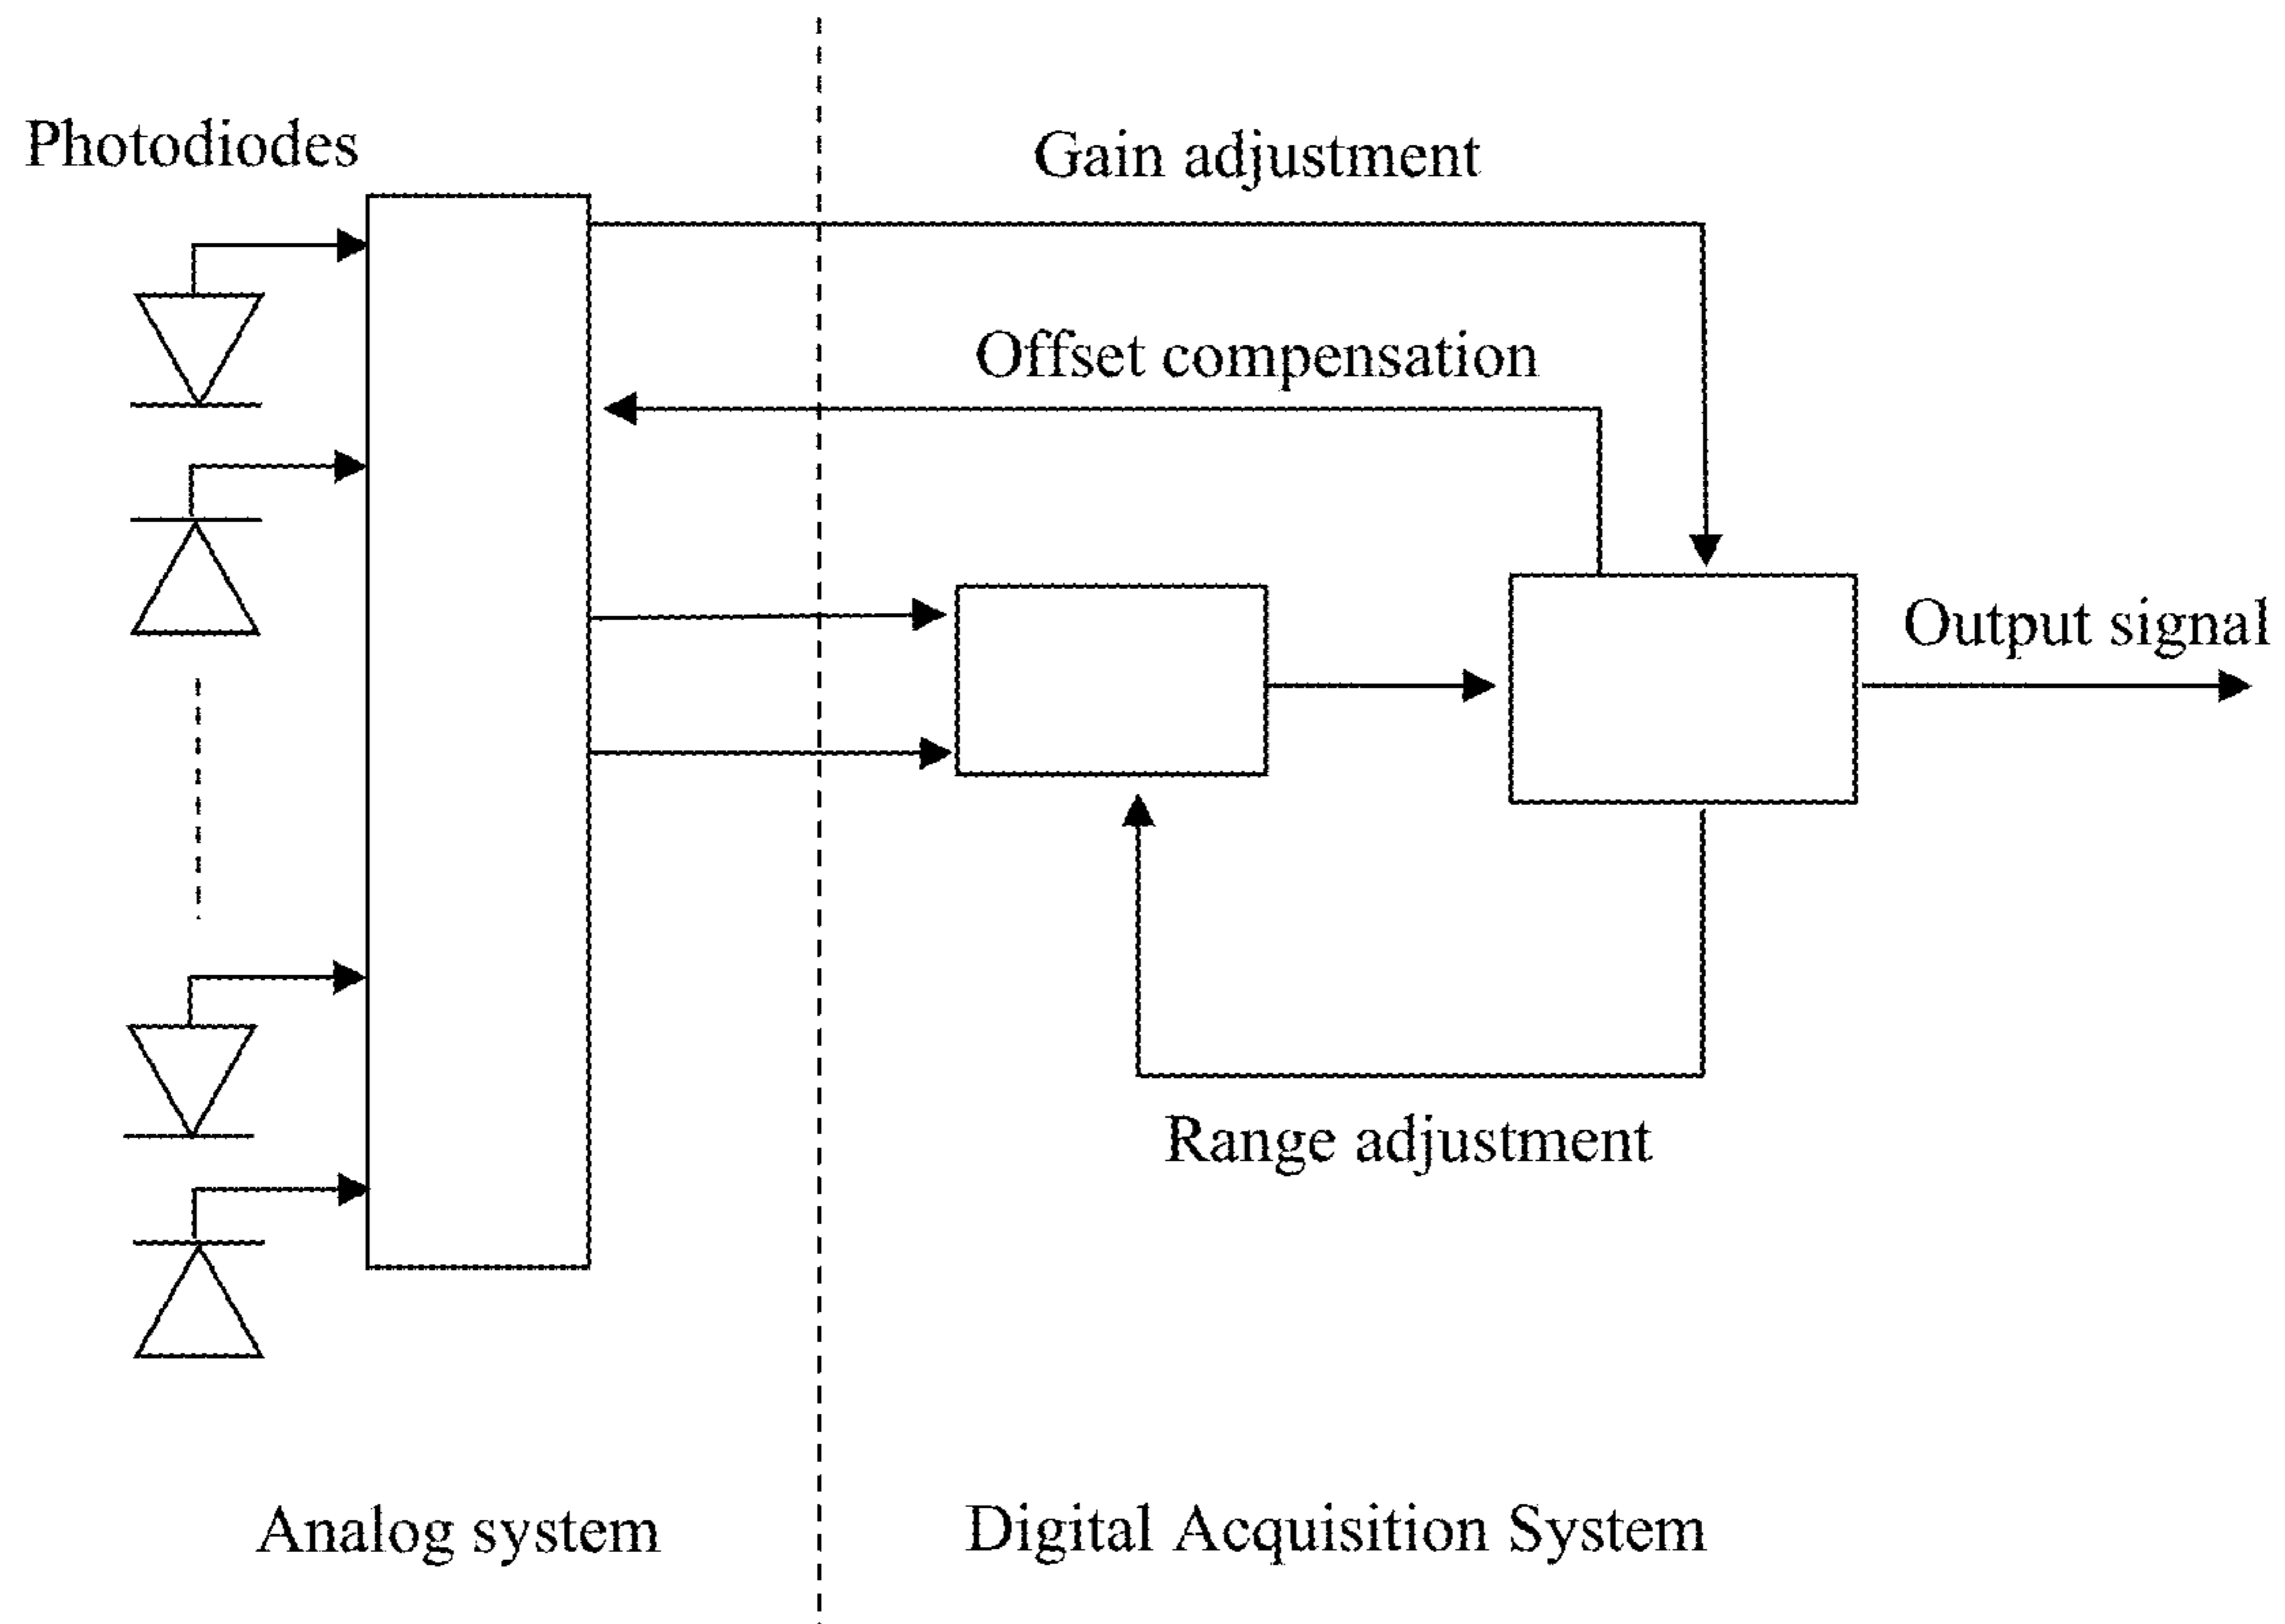 Photodiodes
Gain adjustment
Offset compensation
Output signal
Range adjustment
Analog system
Digital Acquisition System